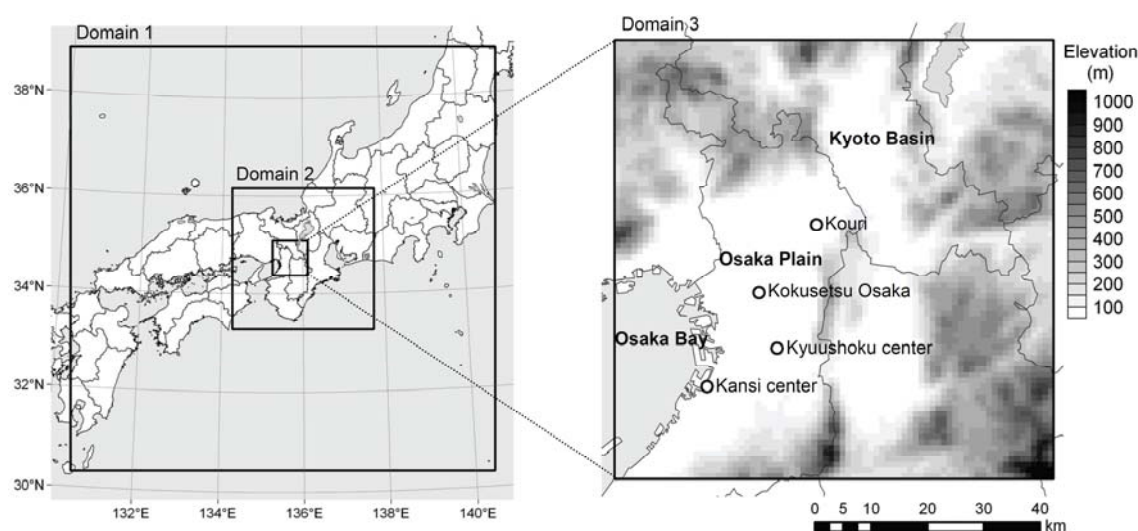 Domain 1
38°N
36°N
34°N
32°N
30°N
132°E
134°E
136°E
138°E
140°E
Domain 2
Domain 3
Kyoto Basin
Kouri
Osaka Plain
Kokusetsu Osaka
Osaka Bay
Kyuushoku center
Kansi center
Elevation
(m)
1000
900
800
700
600
500
400
300
200
100
0 5 10 20 30 40
km